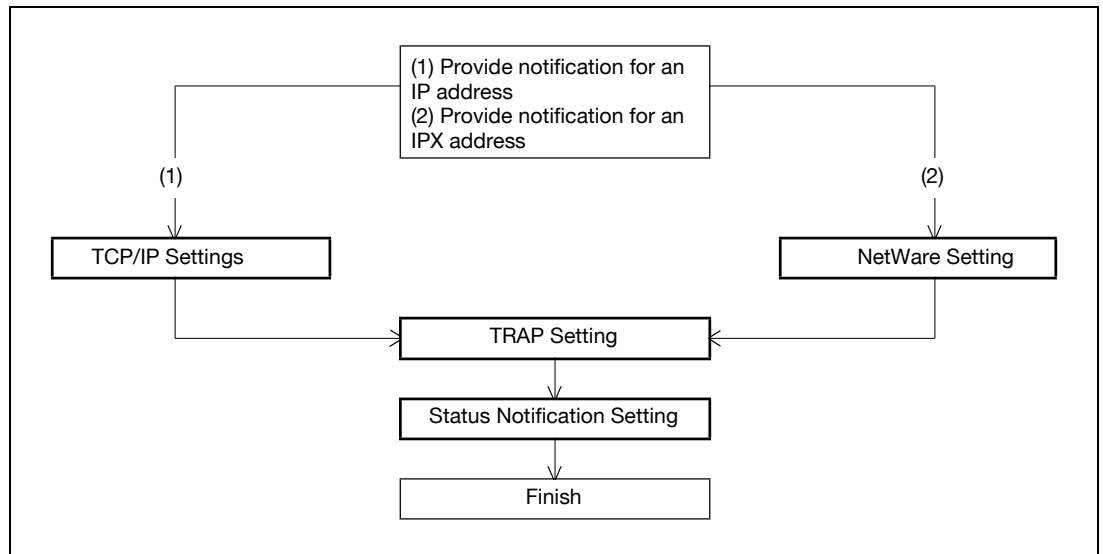 (1) Provide notification for an
IP address
(2) Provide notification for an
IPX address
(1)
(2)
TCP/IP Settings
NetWare Setting
TRAP Setting
Status Notification Setting
Finish